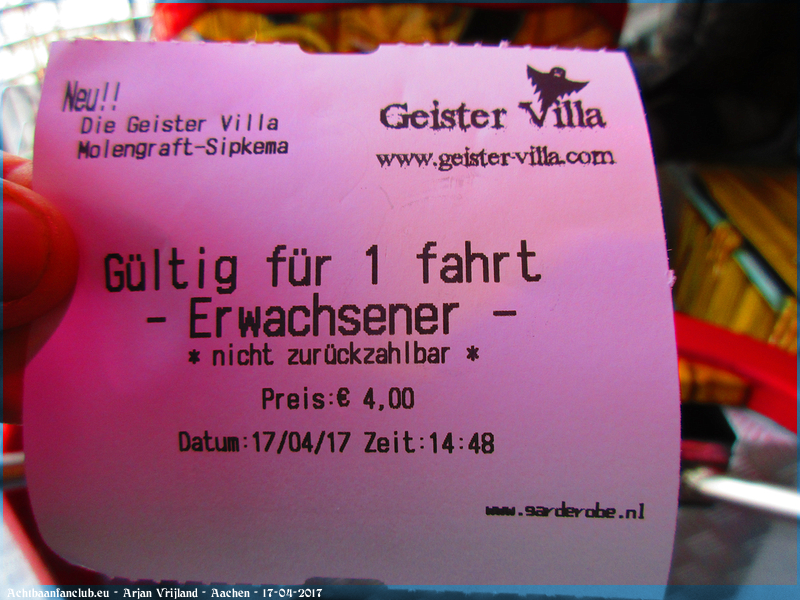 Neu!!
Die Geister Villa
Molengraft-Sipkema
Geister Villa
www.geister-villa.com
Gültig für 1 fahrt
- Erwachsener -
* nicht zurückzahlbar *
Preis:€ 4,00
Datum:17/04/17 Zeit:14:48
www.garderobe.nl
Achtbaanfanclub.eu - Arjan Vrijland - Aachen - 17-04-2017